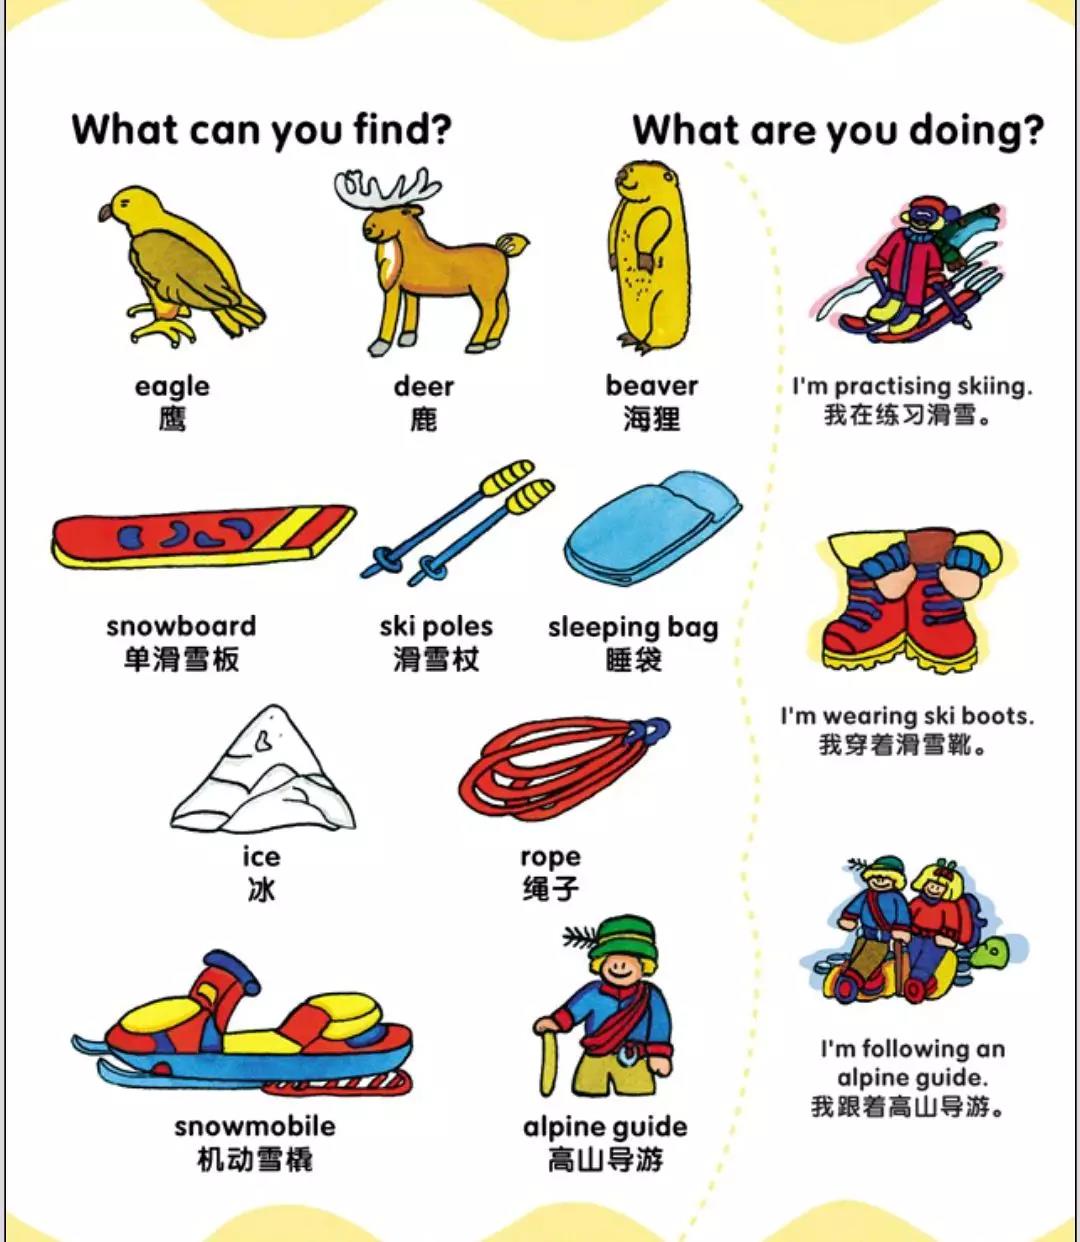 What can you find?
What are you doing?
eagle
鹰
deer
鹿
beaver
海狸
snowboard
单滑雪板
ski poles
滑雪杖
sleeping bag
睡袋
ice
冰
rope
绳子
snowmobile
机动雪橇
alpine guide
高山导游
I'm practising skiing.
我在练习滑雪。
I'm wearing ski boots.
我穿着滑雪靴。
I'm following an
alpine guide.
我跟着高山导游。